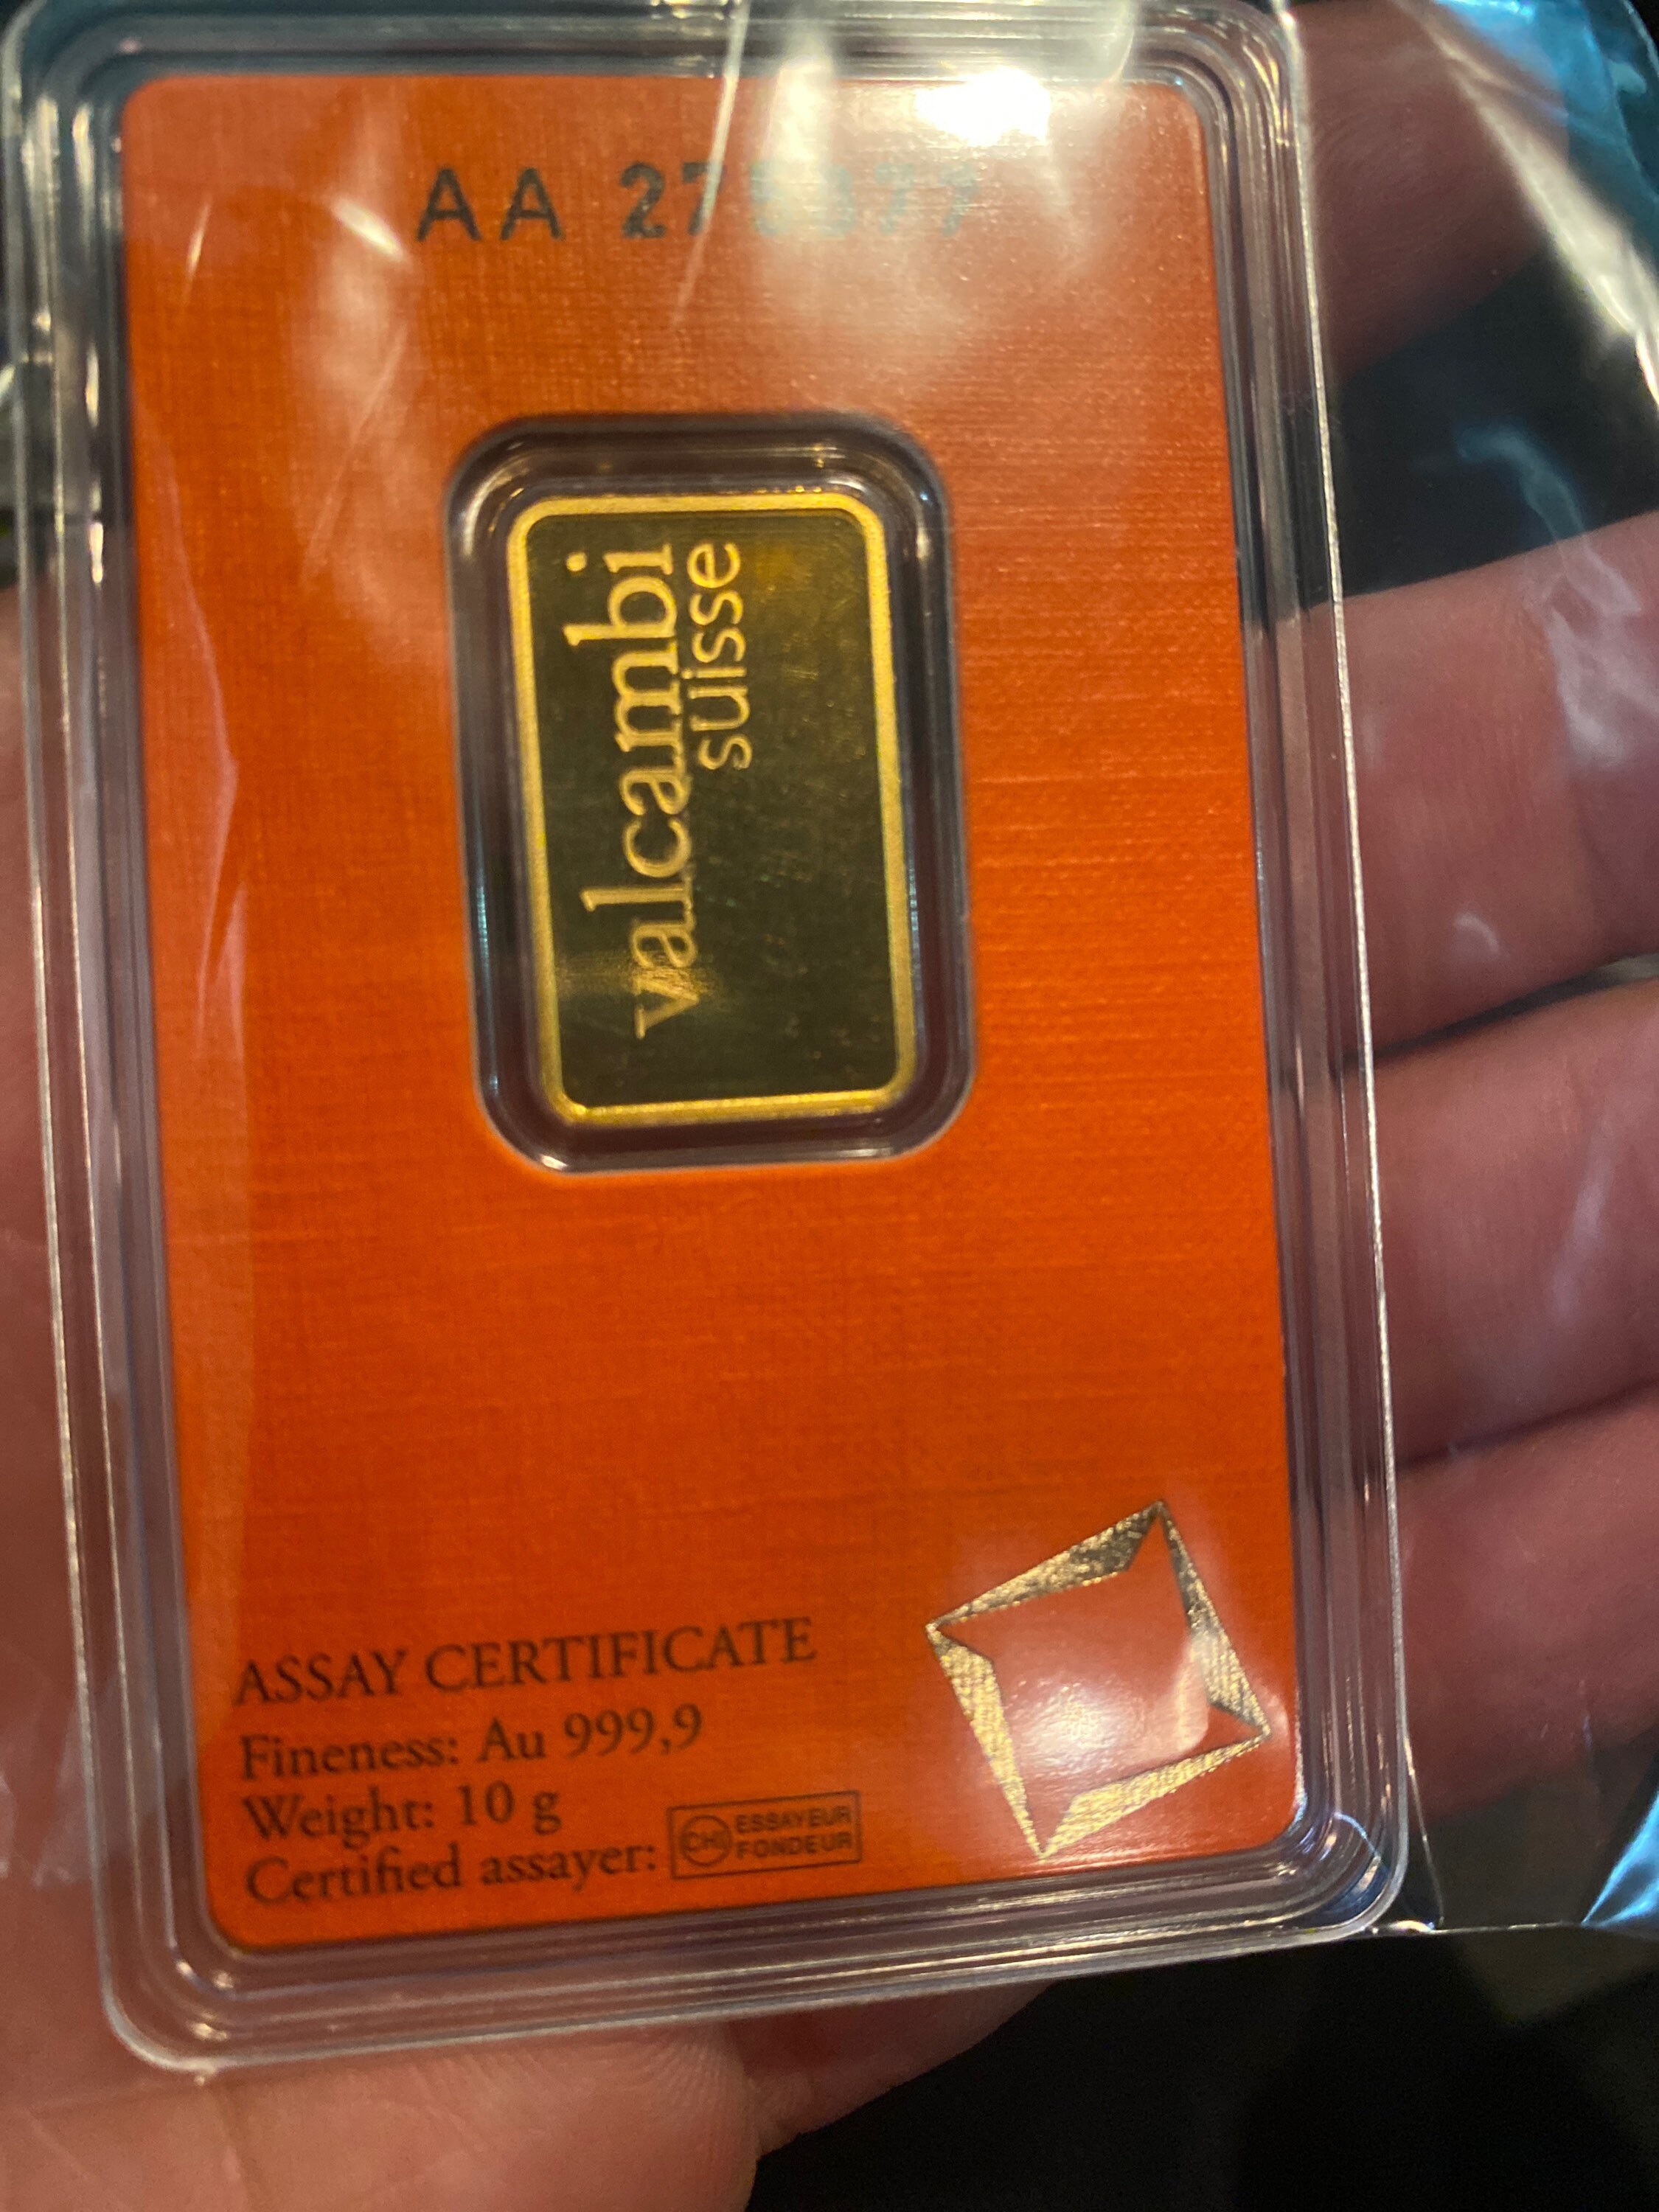 AA 27
valcambi
suisse
ASSAY CERTIFICATE
Fineness: Au 999,9
Weight: 10 g
Certified assayer:
CHI ESSAYEUR
FONDEUR